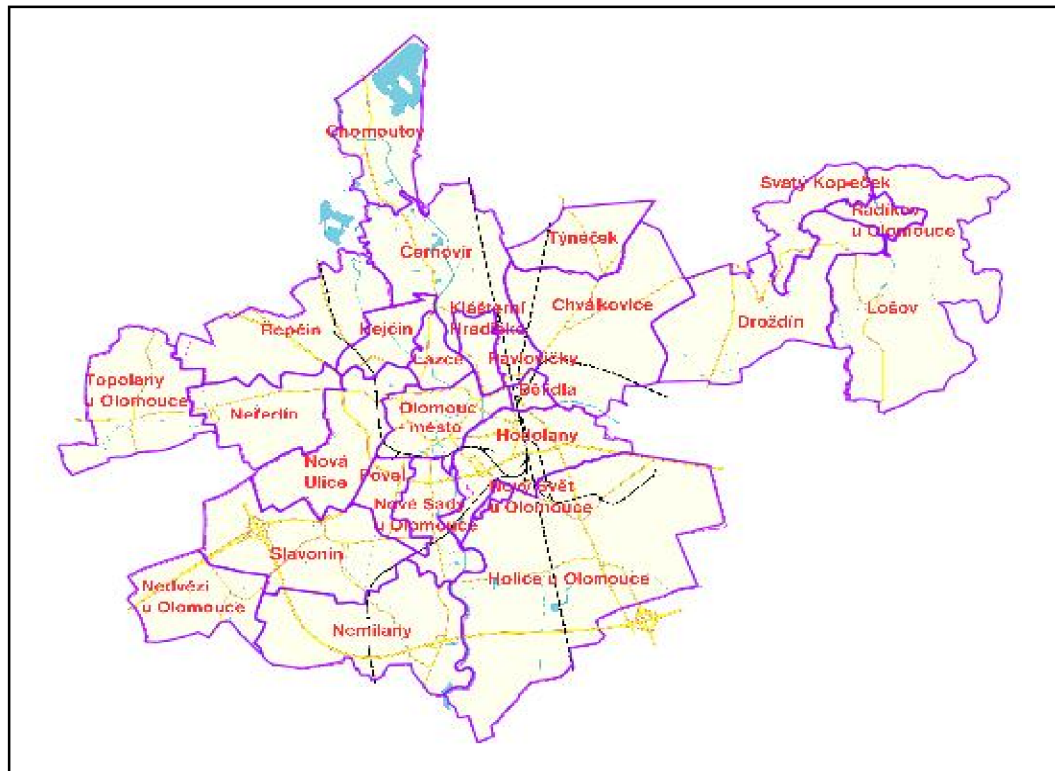 Chomoutov
Svatý Kopeček
Radíkov
u Olomouce
Týneček
Černovír
Chválkovice
Klášterní
Hradisko
Lošov
Droždín
Řepčín
Hejčín
Lazce
Pavlovičky
Topolany
u Olomouce
Bělidla
Neředín
Olomouc
- město
Hodolany
Nová
Ulice
Povel
Nový Svět
u Olomouce
Nové Sady
u Olomouce
Slavonín
Holice u Olomouce
Nedvězí
u Olomouce
Nemilany